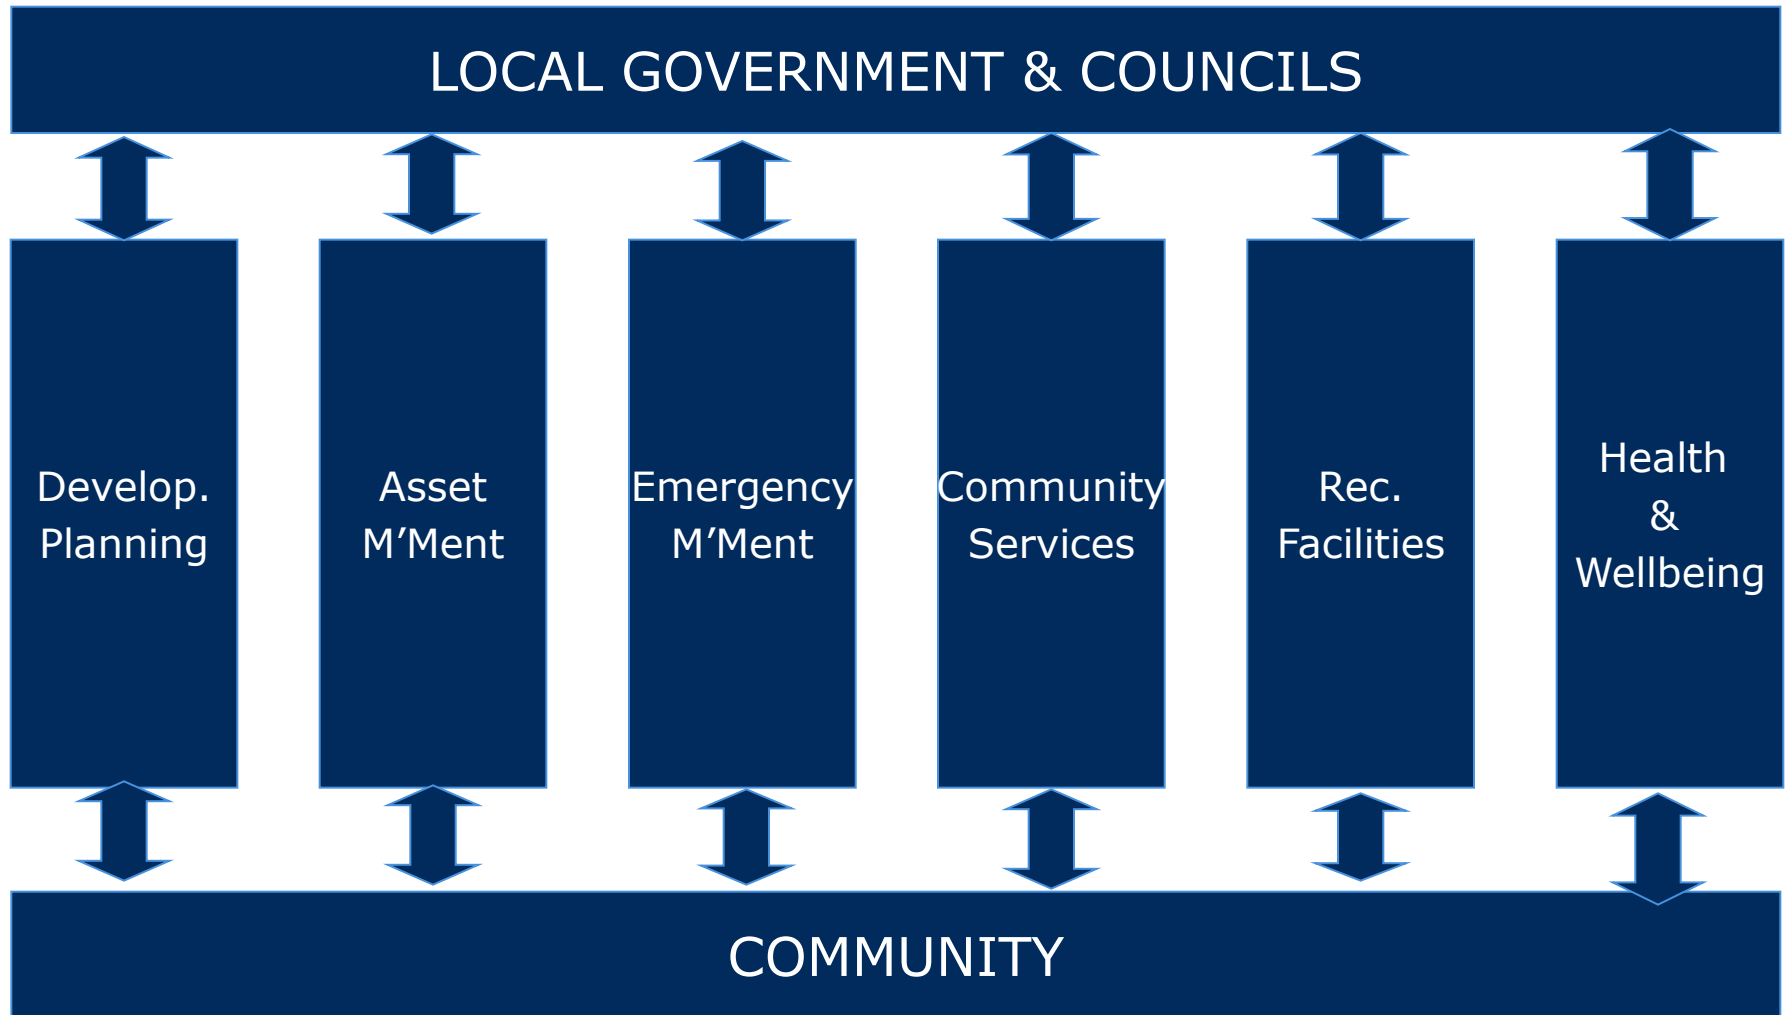 LOCAL GOVERNMENT & COUNCILS
Develop.
Planning
Asset
M’Ment
Emergency
M’Ment
Community
Services
Rec.
Facilities
Health
&
Wellbeing
COMMUNITY